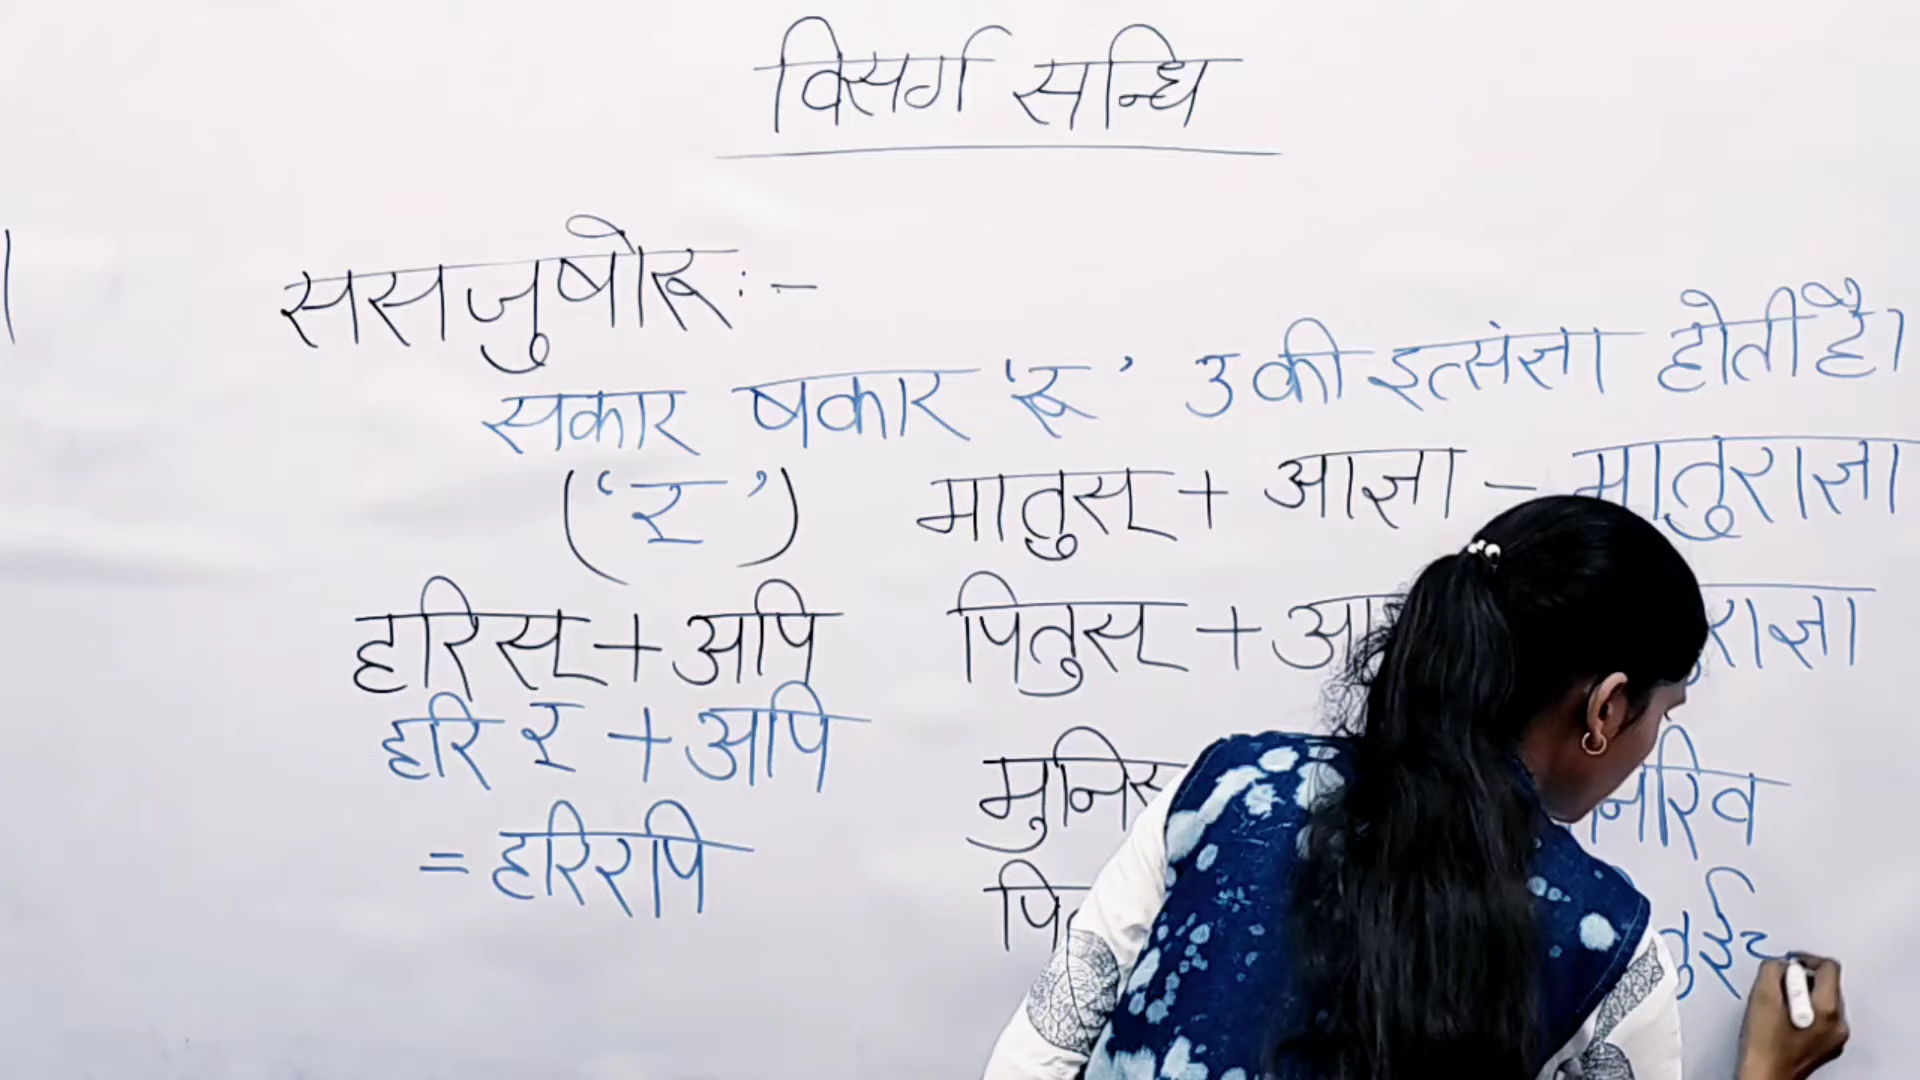 विसर्ग सन्धि
ससजुषोरू: -
सकार षकार 'रू' उ की इत्संज्ञा होती है।
('र') मातुस् + आज्ञा - मातुराज्ञा
हरिस् + अपि पितुस् +
हरि र + अपि
= हरिरपि